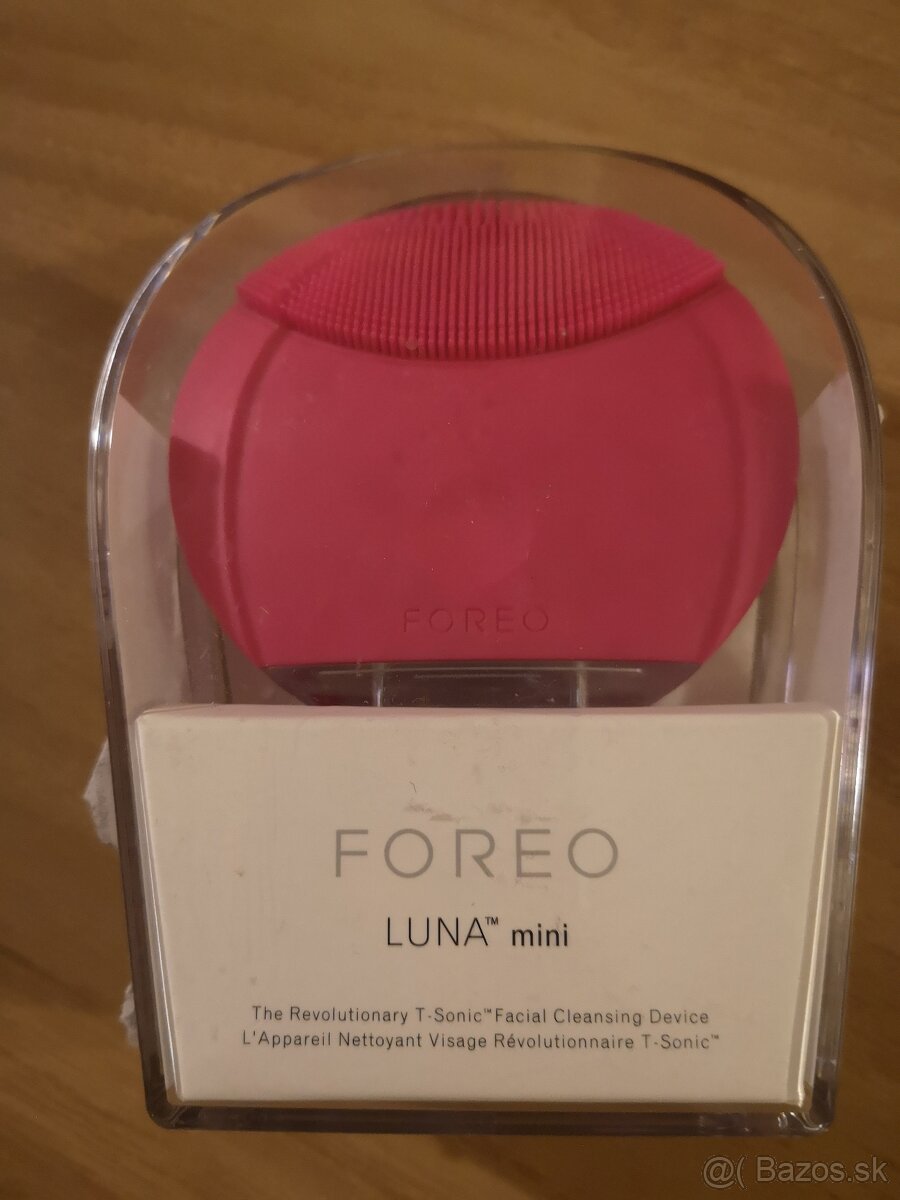 FOREO
FOREO
LUNA™ mini
The Revolutionary T-Sonic™ Facial Cleansing Device
L'Appareil Nettoyant Visage Révolutionnaire T-Sonic™
@( Bazos.sk